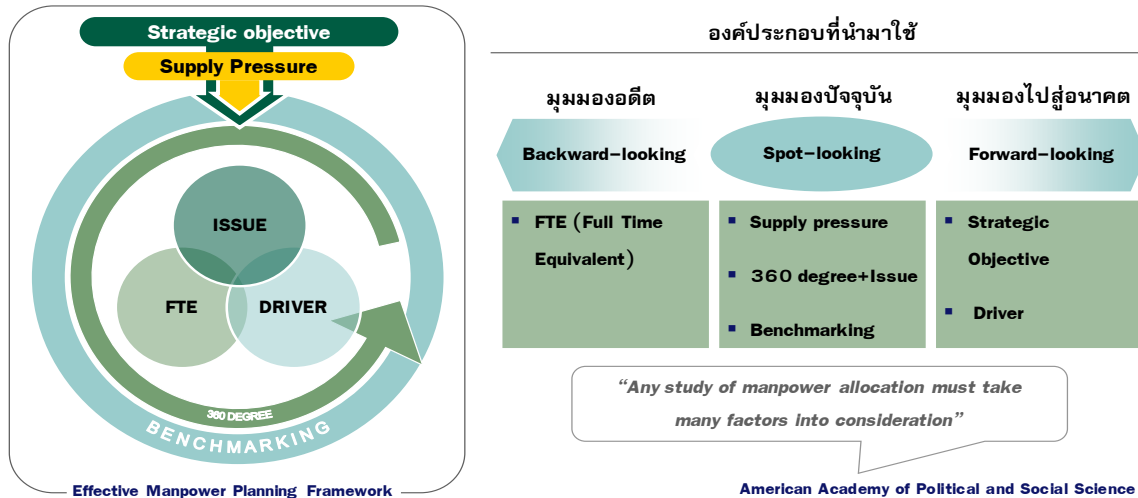 Strategic objective
Supply Pressure
ISSUE
FTE
DRIVER
360 DEGREE
BENCHMARKING
Effective Manpower Planning Framework
องค์ประกอบที่นำมาใช้
มุมมองอดีต
Backward-looking
▪ FTE (Full Time
Equivalent)
มุมมองปัจจุบัน
Spot-looking
▪ Supply pressure
▪ 360 degree+Issue
▪ Benchmarking
มุมมองไปสู่อนาคต
Forward-looking
▪ Strategic
Objective
▪ Driver
“Any study of manpower allocation must take
many factors into consideration”
American Academy of Political and Social Science